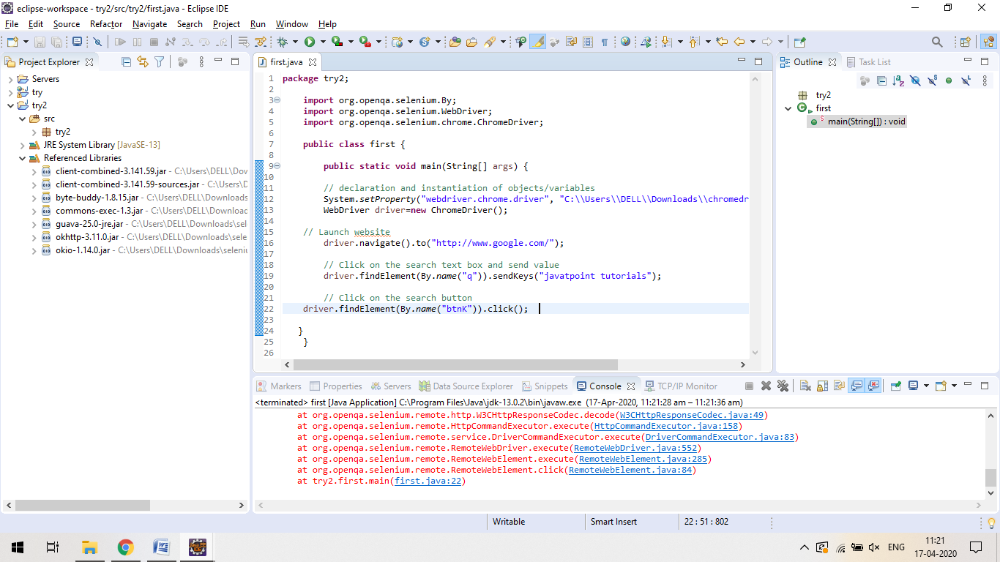 eclipse-workspace - try2/src/try2/first.java - Eclipse IDE
File Edit Source Refactor Navigate Search Project Run Window Help
Project Explorer
Servers
try
try2
src
try2
JRE System Library [JavaSE-13]
Referenced Libraries
client-combined-3.141.59.jar - C:\Users\DELL\Dov
client-combined-3.141.59-sources.jar - C:\Users\D
byte-buddy-1.8.15.jar - C:\Users\DELL\Downloads
commons-exec-1.3.jar - C:\Users\DELL\Downloac
guava-25.0-jre.jar - C:\Users\DELL\Downloads\sel
okhttp-3.11.0.jar - C:\Users\DELL\Downloads\sele
okio-1.14.0.jar - C:\Users\DELL\Downloads\seleniu
first.java
1 package try2;
2
3 import org.openqa.selenium.By;
4 import org.openqa.selenium.WebDriver;
5 import org.openqa.selenium.chrome.ChromeDriver;
6
7 public class first {
8
9 public static void main(String[] args) {
10
11 // declaration and instantiation of objects/variables
12 System.setProperty("webdriver.chrome.driver", "C:\\Users\\DELL\\Downloads\\chromedr
13 WebDriver driver=new ChromeDriver();
14
15 // Launch website
16 driver.navigate().to("http://www.google.com/");
17
18 // Click on the search text box and send value
19 driver.findElement(By.name("q")).sendKeys("javatpoint tutorials");
20
21 // Click on the search button
22 driver.findElement(By.name("btnK")).click();
23
24 }
25 }
26
Outline Task List
try2
first
main(String[]) : void
Markers Properties Servers Data Source Explorer Snippets Console TCP/IP Monitor
<terminated> first [Java Application] C:\Program Files\Java\jdk-13.0.2\bin\javaw.exe (17-Apr-2020, 11:21:28 am – 11:21:36 am)
at org.openqa.selenium.remote.http.W3CHttpResponseCodec.decode(W3CHttpResponseCodec.java:49)
at org.openqa.selenium.remote.HttpCommandExecutor.execute(HttpCommandExecutor.java:158)
at org.openqa.selenium.remote.service.DriverCommandExecutor.execute(DriverCommandExecutor.java:83)
at org.openqa.selenium.remote.RemoteWebDriver.execute(RemoteWebDriver.java:552)
at org.openqa.selenium.remote.RemoteWebElement.execute(RemoteWebElement.java:285)
at org.openqa.selenium.remote.RemoteWebElement.click(RemoteWebElement.java:84)
at try2.first.main(first.java:22)
Writable Smart Insert 22 : 51 : 802
ENG
11:21
17-04-2020